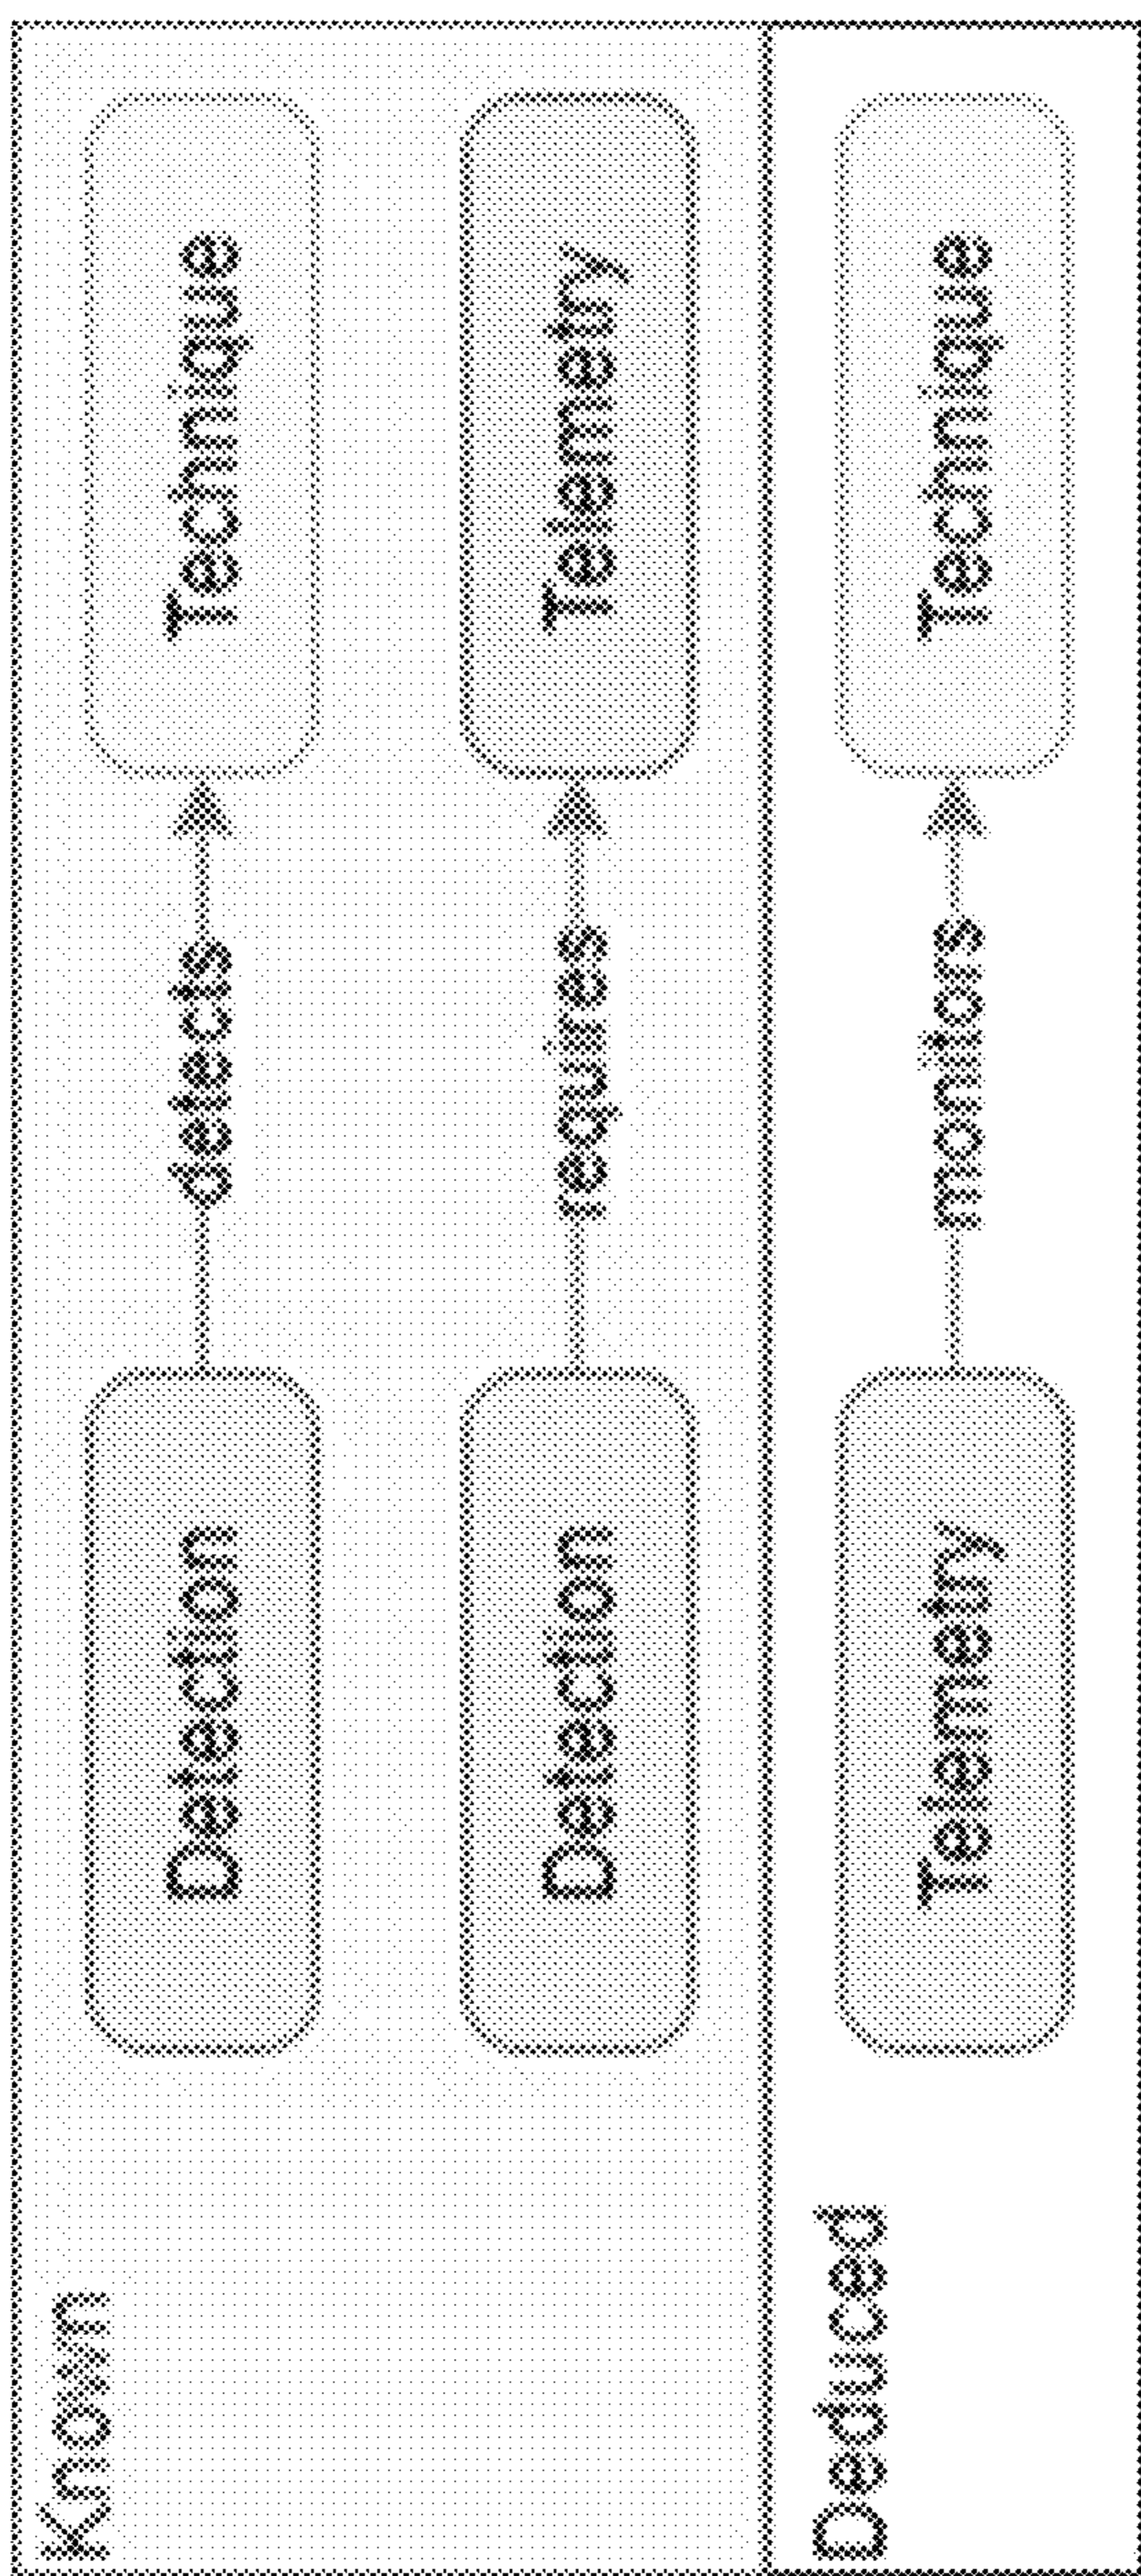 Known
Detection detects Technique
Detection requires Telemetry
Deduced
Telemetry monitors Technique